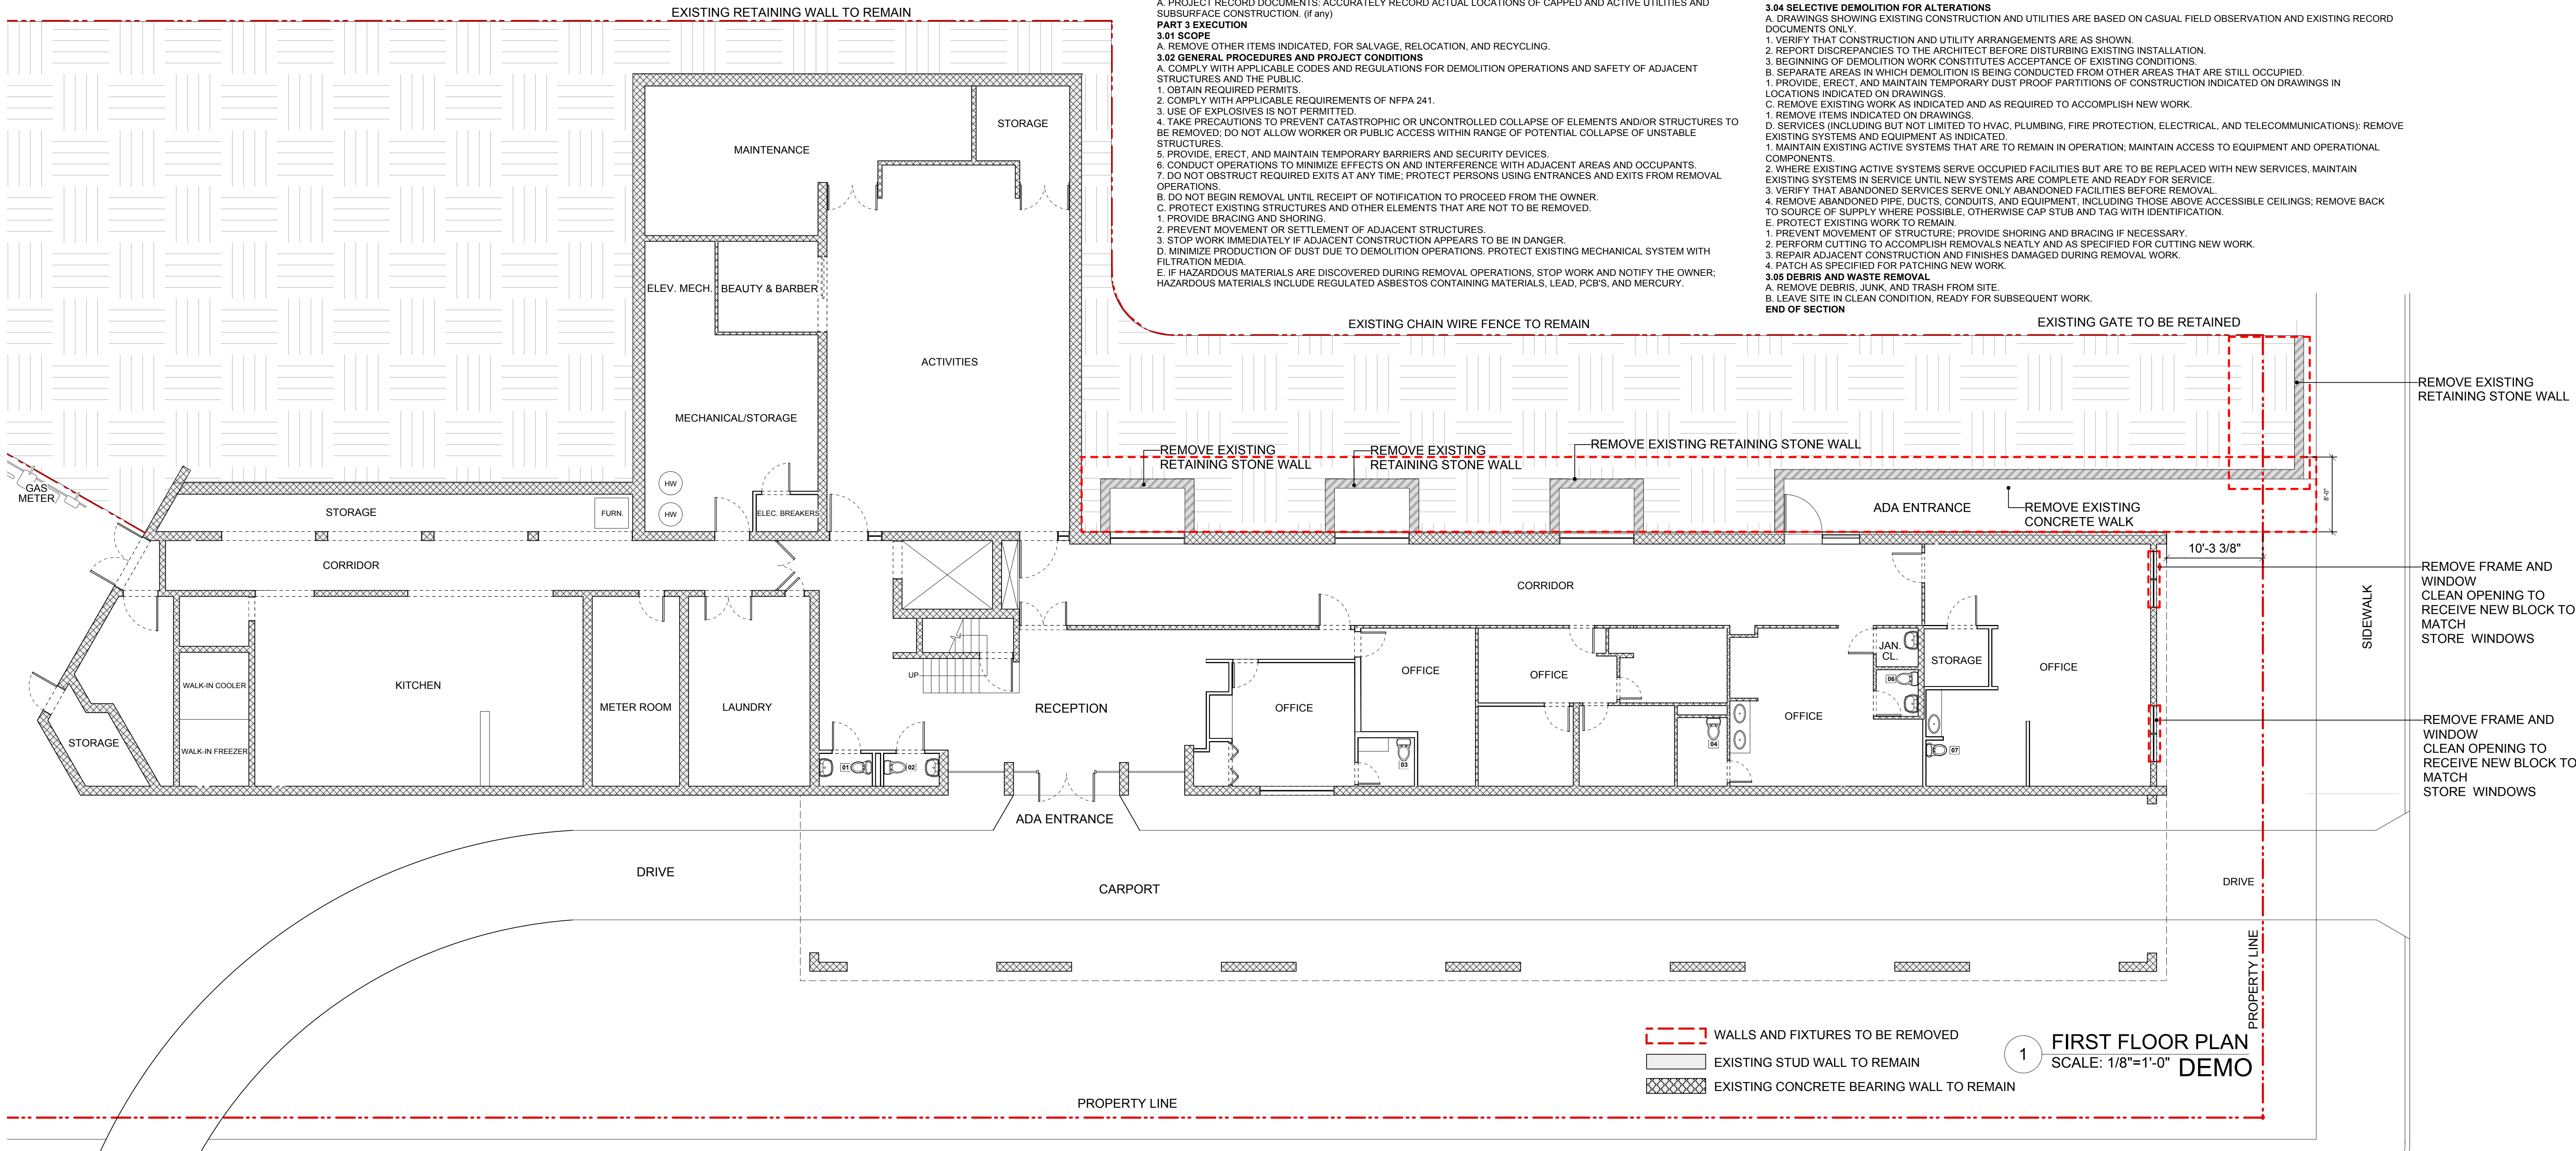 EXISTING RETAINING WALL TO REMAIN
A. PROJECT RECORD DOCUMENTS: ACCURATELY RECORD ACTUAL LOCATIONS OF CAPPED AND ACTIVE UTILITIES AND
SUBSURFACE CONSTRUCTION. (if any)
PART 3 EXECUTION
3.01 SCOPE
A. REMOVE OTHER ITEMS INDICATED, FOR SALVAGE, RELOCATION, AND RECYCLING.
3.02 GENERAL PROCEDURES AND PROJECT CONDITIONS
A. COMPLY WITH APPLICABLE CODES AND REGULATIONS FOR DEMOLITION OPERATIONS AND SAFETY OF ADJACENT
STRUCTURES AND THE PUBLIC.
1. OBTAIN REQUIRED PERMITS.
2. COMPLY WITH APPLICABLE REQUIREMENTS OF NFPA 241.
3. USE OF EXPLOSIVES IS NOT PERMITTED.
4. TAKE PRECAUTIONS TO PREVENT CATASTROPHIC OR UNCONTROLLED COLLAPSE OF ELEMENTS AND/OR STRUCTURES TO
BE REMOVED; DO NOT ALLOW WORKER OR PUBLIC ACCESS WITHIN RANGE OF POTENTIAL COLLAPSE OF UNSTABLE
STRUCTURES.
5. PROVIDE, ERECT, AND MAINTAIN TEMPORARY BARRIERS AND SECURITY DEVICES.
6. CONDUCT OPERATIONS TO MINIMIZE EFFECTS ON AND INTERFERENCE WITH ADJACENT AREAS AND OCCUPANTS.
7. DO NOT OBSTRUCT REQUIRED EXITS AT ANY TIME; PROTECT PERSONS USING ENTRANCES AND EXITS FROM REMOVAL
OPERATIONS.
B. DO NOT BEGIN REMOVAL UNTIL RECEIPT OF NOTIFICATION TO PROCEED FROM THE OWNER.
C. PROTECT EXISTING STRUCTURES AND OTHER ELEMENTS THAT ARE NOT TO BE REMOVED.
1. PROVIDE BRACING AND SHORING.
2. PREVENT MOVEMENT OR SETTLEMENT OF ADJACENT STRUCTURES.
3. STOP WORK IMMEDIATELY IF ADJACENT CONSTRUCTION APPEARS TO BE IN DANGER.
D. MINIMIZE PRODUCTION OF DUST DUE TO DEMOLITION OPERATIONS. PROTECT EXISTING MECHANICAL SYSTEM WITH
FILTRATION MEDIA.
E. IF HAZARDOUS MATERIALS ARE DISCOVERED DURING REMOVAL OPERATIONS, STOP WORK AND NOTIFY THE OWNER;
HAZARDOUS MATERIALS INCLUDE REGULATED ASBESTOS CONTAINING MATERIALS, LEAD, PCB'S, AND MERCURY.
3.04 SELECTIVE DEMOLITION FOR ALTERATIONS
A. DRAWINGS SHOWING EXISTING CONSTRUCTION AND UTILITIES ARE BASED ON CASUAL FIELD OBSERVATION AND EXISTING RECORD
DOCUMENTS ONLY.
1. VERIFY THAT CONSTRUCTION AND UTILITY ARRANGEMENTS ARE AS SHOWN.
2. REPORT DISCREPANCIES TO THE ARCHITECT BEFORE DISTURBING EXISTING INSTALLATION.
3. BEGINNING OF DEMOLITION WORK CONSTITUTES ACCEPTANCE OF EXISTING CONDITIONS.
B. SEPARATE AREAS IN WHICH DEMOLITION IS BEING CONDUCTED FROM OTHER AREAS THAT ARE STILL OCCUPIED.
1. PROVIDE, ERECT, AND MAINTAIN TEMPORARY DUST PROOF PARTITIONS OF CONSTRUCTION INDICATED ON DRAWINGS IN
LOCATIONS INDICATED ON DRAWINGS.
C. REMOVE EXISTING WORK AS INDICATED AND AS REQUIRED TO ACCOMPLISH NEW WORK.
1. REMOVE ITEMS INDICATED ON DRAWINGS.
D. SERVICES (INCLUDING BUT NOT LIMITED TO HVAC, PLUMBING, FIRE PROTECTION, ELECTRICAL, AND TELECOMMUNICATIONS): REMOVE
EXISTING SYSTEMS AND EQUIPMENT AS INDICATED.
1. MAINTAIN EXISTING ACTIVE SYSTEMS THAT ARE TO REMAIN IN OPERATION; MAINTAIN ACCESS TO EQUIPMENT AND OPERATIONAL
COMPONENTS.
2. WHERE EXISTING ACTIVE SYSTEMS SERVE OCCUPIED FACILITIES BUT ARE TO BE REPLACED WITH NEW SERVICES, MAINTAIN
EXISTING SYSTEMS IN SERVICE UNTIL NEW SYSTEMS ARE COMPLETE AND READY FOR SERVICE.
3. VERIFY THAT ABANDONED SERVICES SERVE ONLY ABANDONED FACILITIES BEFORE REMOVAL.
4. REMOVE ABANDONED PIPE, DUCTS, CONDUITS, AND EQUIPMENT, INCLUDING THOSE ABOVE ACCESSIBLE CEILINGS; REMOVE BACK
TO SOURCE OF SUPPLY WHERE POSSIBLE, OTHERWISE CAP STUB AND TAG WITH IDENTIFICATION.
E. PROTECT EXISTING WORK TO REMAIN.
1. PREVENT MOVEMENT OF STRUCTURE; PROVIDE SHORING AND BRACING IF NECESSARY.
2. PERFORM CUTTING TO ACCOMPLISH REMOVALS NEATLY AND AS SPECIFIED FOR CUTTING NEW WORK.
3. REPAIR ADJACENT CONSTRUCTION AND FINISHES DAMAGED DURING REMOVAL WORK.
4. PATCH AS SPECIFIED FOR PATCHING NEW WORK.
3.05 DEBRIS AND WASTE REMOVAL
A. REMOVE DEBRIS, JUNK, AND TRASH FROM SITE.
B. LEAVE SITE IN CLEAN CONDITION, READY FOR SUBSEQUENT WORK.
END OF SECTION
MAINTENANCE
STORAGE
ELEV. MECH.
BEAUTY & BARBER
ACTIVITIES
MECHANICAL/STORAGE
HW
HW
ELEC. BREAKERS
EXISTING CHAIN WIRE FENCE TO REMAIN
EXISTING GATE TO BE RETAINED
REMOVE EXISTING
RETAINING STONE WALL
REMOVE EXISTING
RETAINING STONE WALL
REMOVE EXISTING
RETAINING STONE WALL
REMOVE EXISTING RETAINING STONE WALL
GAS
METER
STORAGE
FURN.
ADA ENTRANCE
REMOVE EXISTING
CONCRETE WALK
8'-0"
10'-3 3/8"
CORRIDOR
CORRIDOR
REMOVE FRAME AND
WINDOW
CLEAN OPENING TO
RECEIVE NEW BLOCK TO
MATCH
STORE WINDOWS
SIDEWALK
WALK-IN COOLER
WALK-IN FREEZER
STORAGE
KITCHEN
METER ROOM
LAUNDRY
UP
RECEPTION
01
02
OFFICE
OFFICE
03
OFFICE
04
OFFICE
JAN.
CL.
06
STORAGE
OFFICE
07
REMOVE FRAME AND
WINDOW
CLEAN OPENING TO
RECEIVE NEW BLOCK TO
MATCH
STORE WINDOWS
ADA ENTRANCE
DRIVE
CARPORT
DRIVE
PROPERTY LINE
WALLS AND FIXTURES TO BE REMOVED
EXISTING STUD WALL TO REMAIN
EXISTING CONCRETE BEARING WALL TO REMAIN
1
FIRST FLOOR PLAN
SCALE: 1/8"=1'-0"
DEMO
PROPERTY LINE